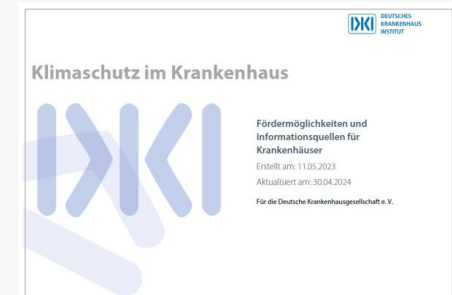 DEUTSCHES
KRANKENHAUS
INSTITUT
Klimaschutz im Krankenhaus
DKI
Fördermöglichkeiten und
Informationsquellen für
Krankenhäuser
Erstellt am: 11.05.2023
Aktualisiert am: 30.04.2024
Für die Deutsche Krankenhausgesellschaft e. V.